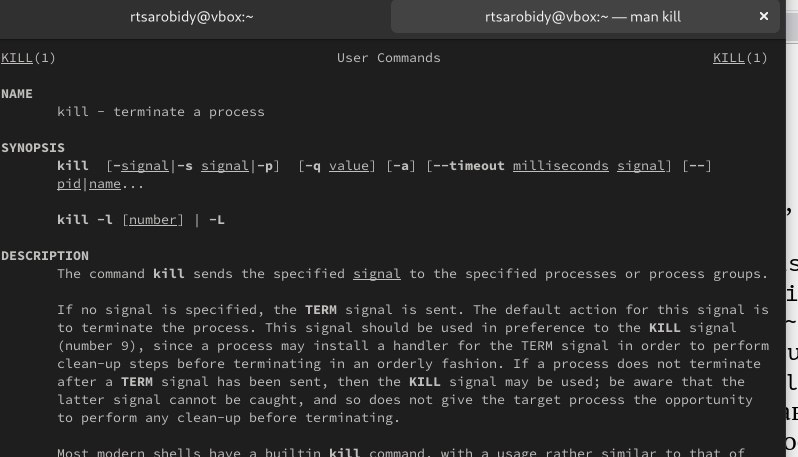 rtsarobidy@vbox:~
rtsarobidy@vbox:~ — man kill ×
KILL(1) User Commands KILL(1)
NAME
kill - terminate a process
SYNOPSIS
kill [-signal|-s signal|-p] [-q value] [-a] [--timeout milliseconds signal] [--]
pid|name...
kill -l [number] | -L
DESCRIPTION
The command kill sends the specified signal to the specified processes or process groups.
If no signal is specified, the TERM signal is sent. The default action for this signal is
to terminate the process. This signal should be used in preference to the KILL signal
(number 9), since a process may install a handler for the TERM signal in order to perform
clean-up steps before terminating in an orderly fashion. If a process does not terminate
after a TERM signal has been sent, then the KILL signal may be used; be aware that the
latter signal cannot be caught, and so does not give the target process the opportunity
to perform any clean-up before terminating.
Most modern shells have a builtin kill command, with a usage rather similar to that of